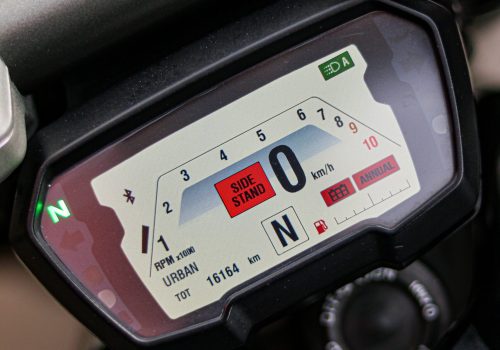 A
1 2 3 4 5 6 7 8 9 10
SIDE
STAND
0
km/h
ANNUAL
N
N
RPM x1000
URBAN
TOT 16164 km